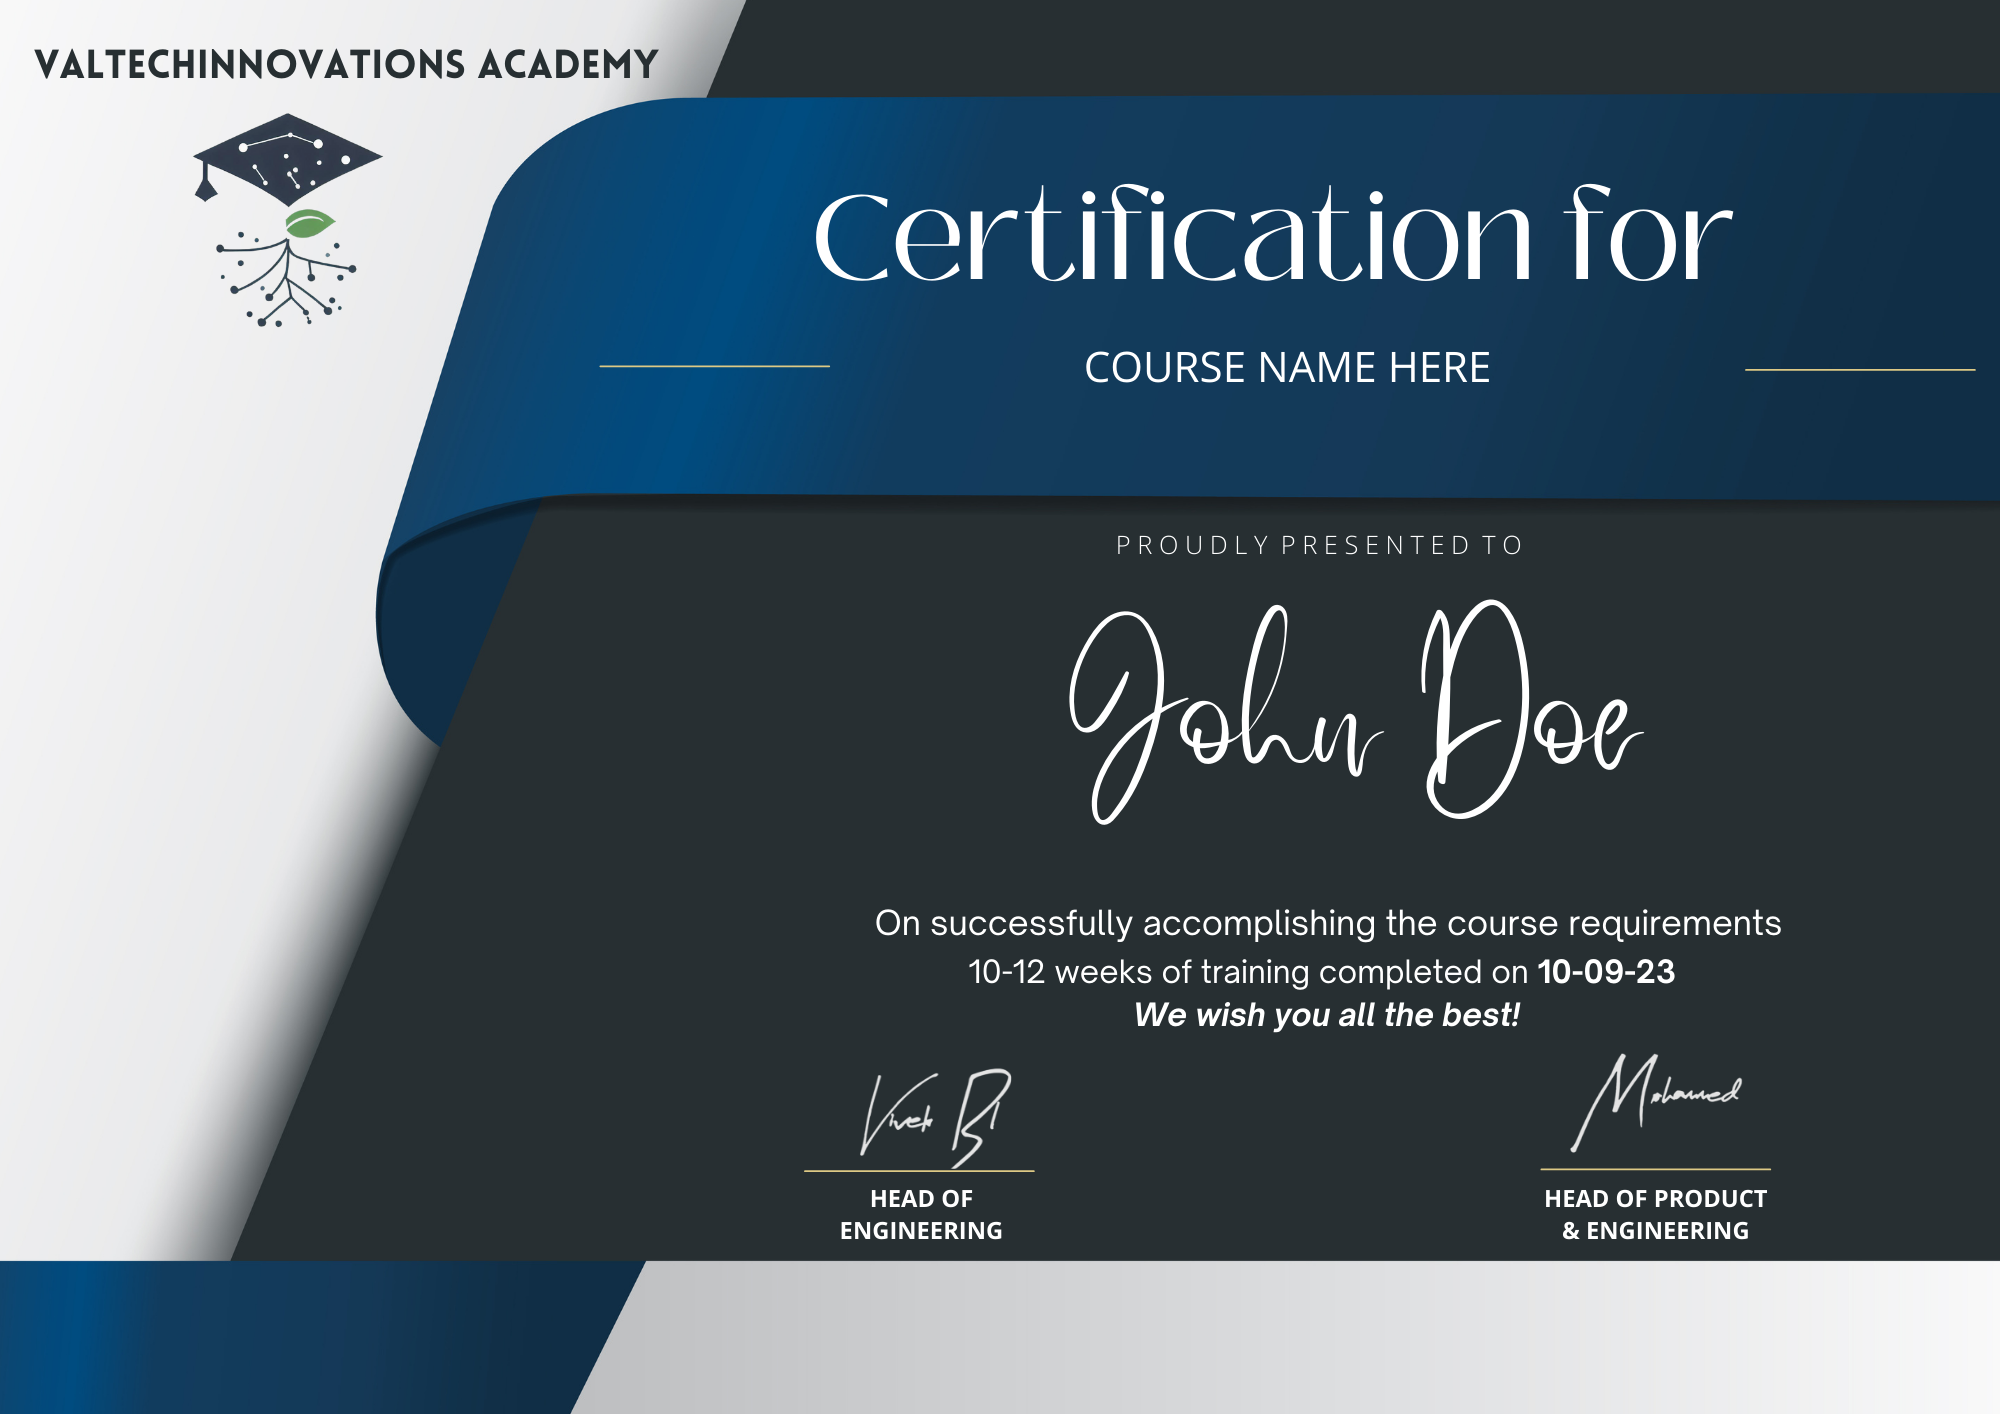 VALTECHINNOVATIONS ACADEMY
Certification for
COURSE NAME HERE
PROUDLY PRESENTED TO
John Doe
On successfully accomplishing the course requirements
10-12 weeks of training completed on 10-09-23
We wish you all the best!
Vivek B
Mohamed
HEAD OF
ENGINEERING
HEAD OF PRODUCT
& ENGINEERING